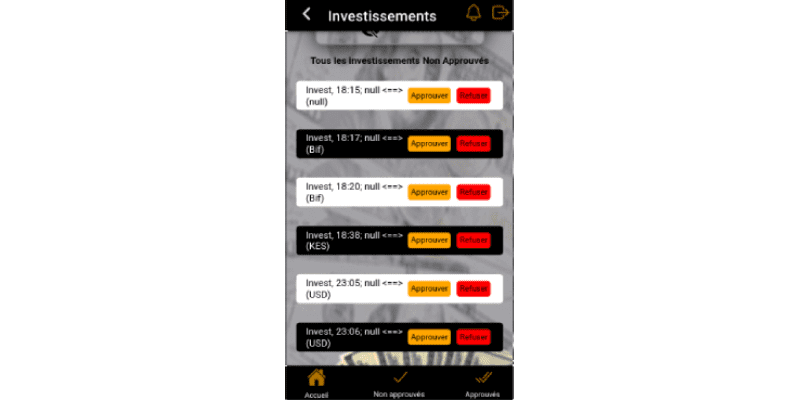 Investissements
Tous les Investissements Non Approuvés
Invest, 18:15; null <==>
(null)
Approuver
Refuser
Invest, 18:17; null <==>
(Bif)
Approuver
Refuser
Invest, 18:20; null <==>
(Bif)
Approuver
Refuser
Invest, 18:38; null <==>
(KES)
Approuver
Refuser
Invest, 23:05; null <==>
(USD)
Approuver
Refuser
Invest, 23:06; null <==>
(USD)
Approuver
Refuser
Accueil
Non approuvés
Approuvés